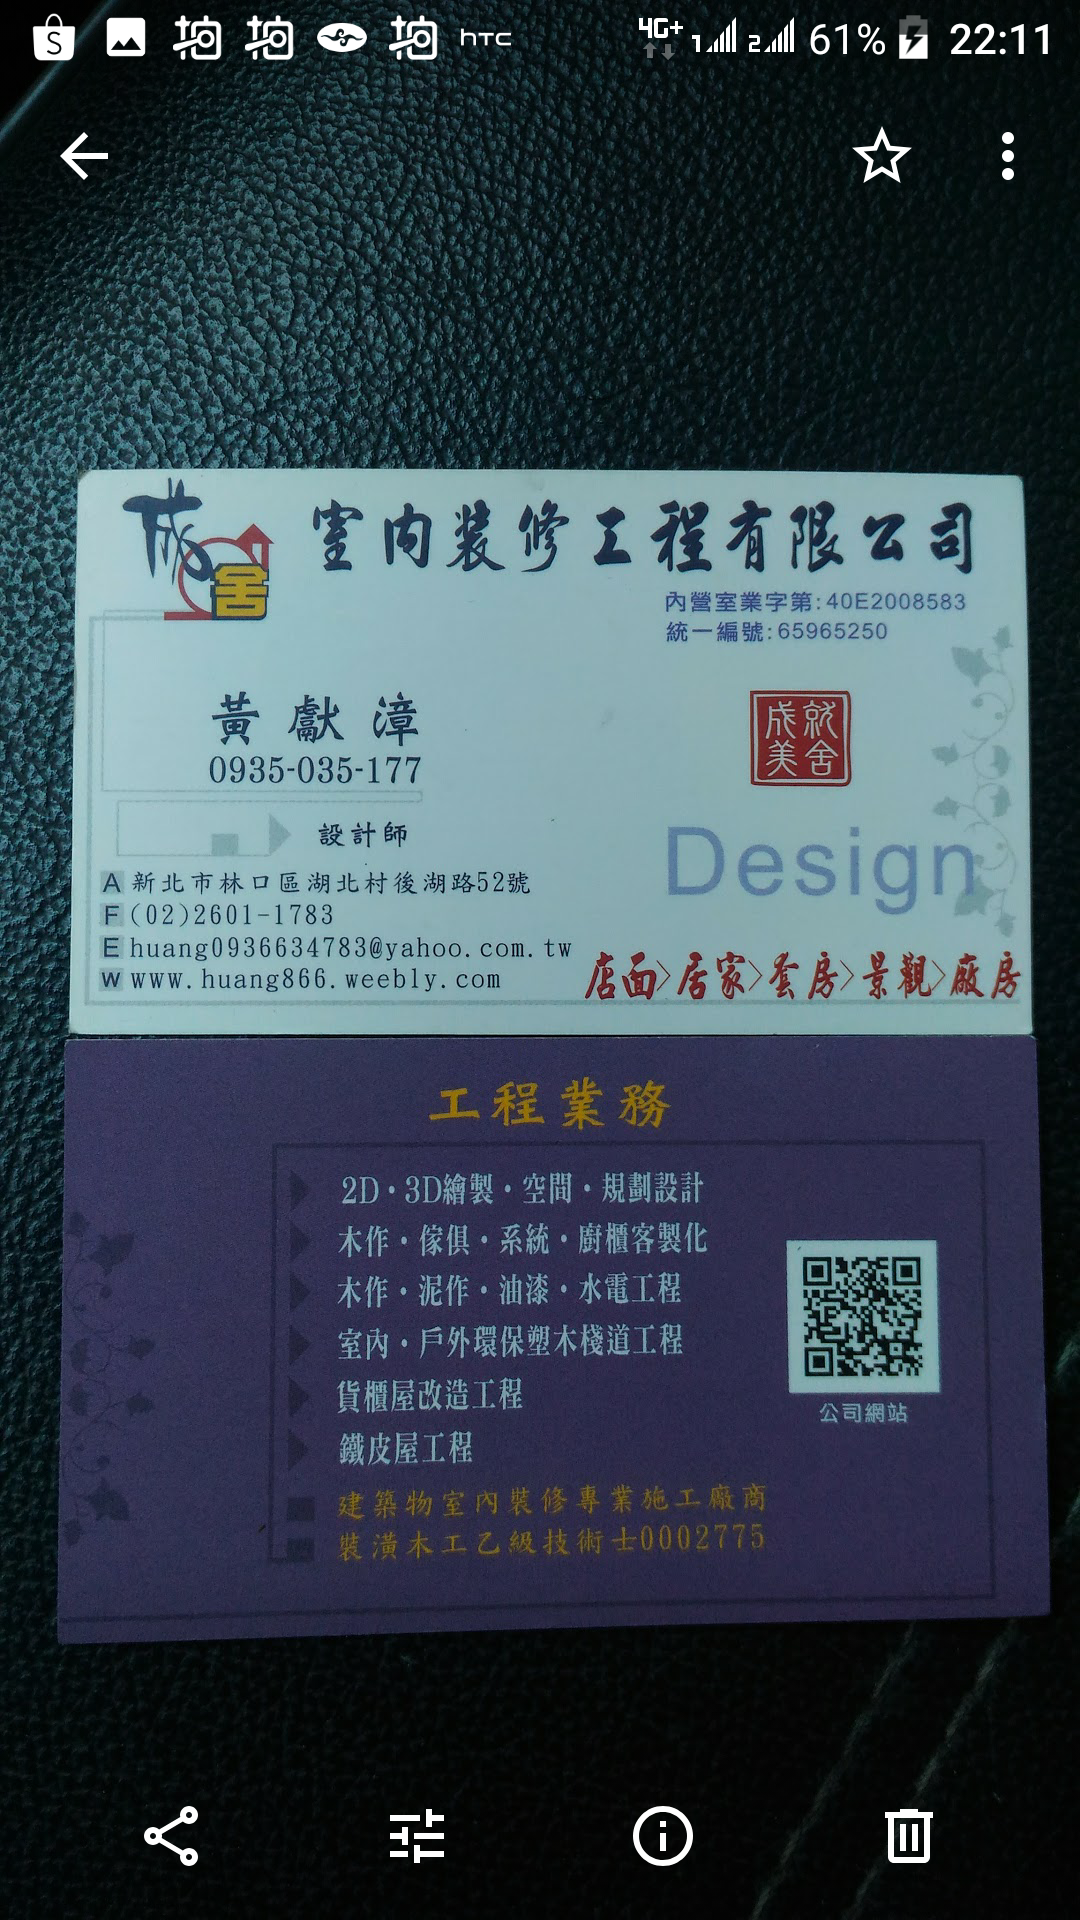 hTC 4G+ 1 2 61% 22:11
成舍 室內裝修工程有限公司
內營室業字第:40E2008583
統一編號:65965250
黃獻漳
0935-035-177
成就
美舍
設計師
Design
A 新北市林口區湖北村後湖路52號
F (02)2601-1783
E huang0936634783@yahoo.com.tw
W www.huang866.weebly.com
店面>居家>套房>景觀>廠房
工程業務
2D·3D繪製·空間·規劃設計
木作·傢俱·系統·廚櫃客製化
木作·泥作·油漆·水電工程
室內·戶外環保塑木棧道工程
貨櫃屋改造工程
鐵皮屋工程
公司網站
建築物室內裝修專業施工廠商
裝潢木工乙級技術士0002775